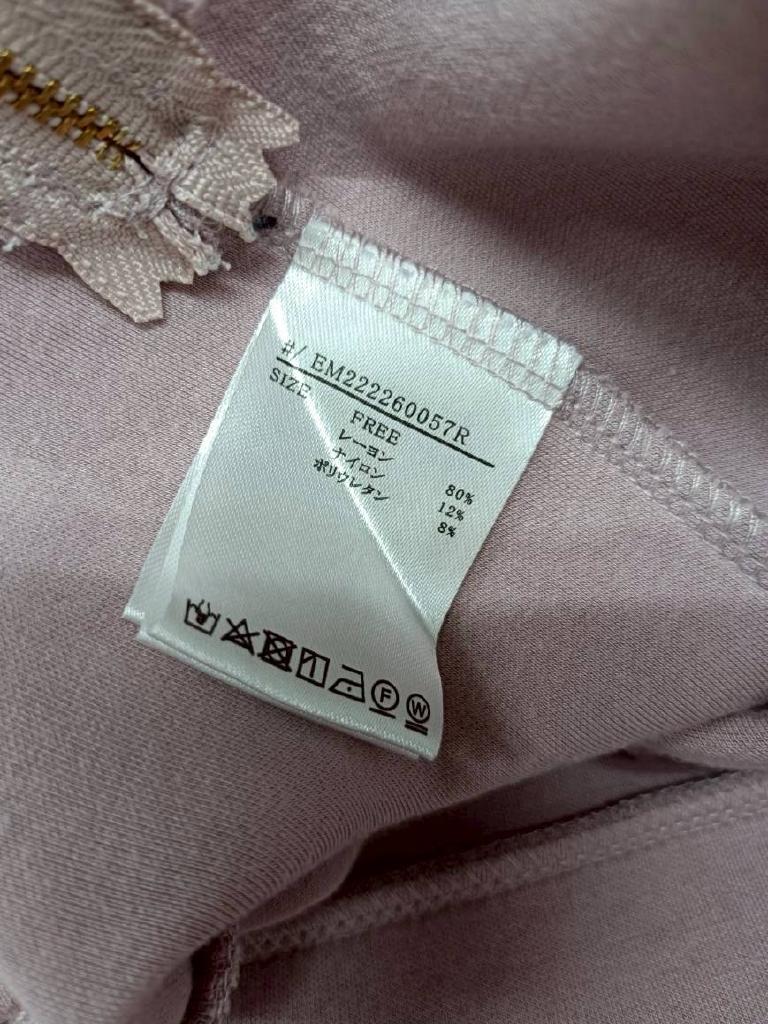 #/ EM222260057R
SIZE
FREE
レーヨン 80%
ナイロン 12%
ポリウレタン 8%
F W